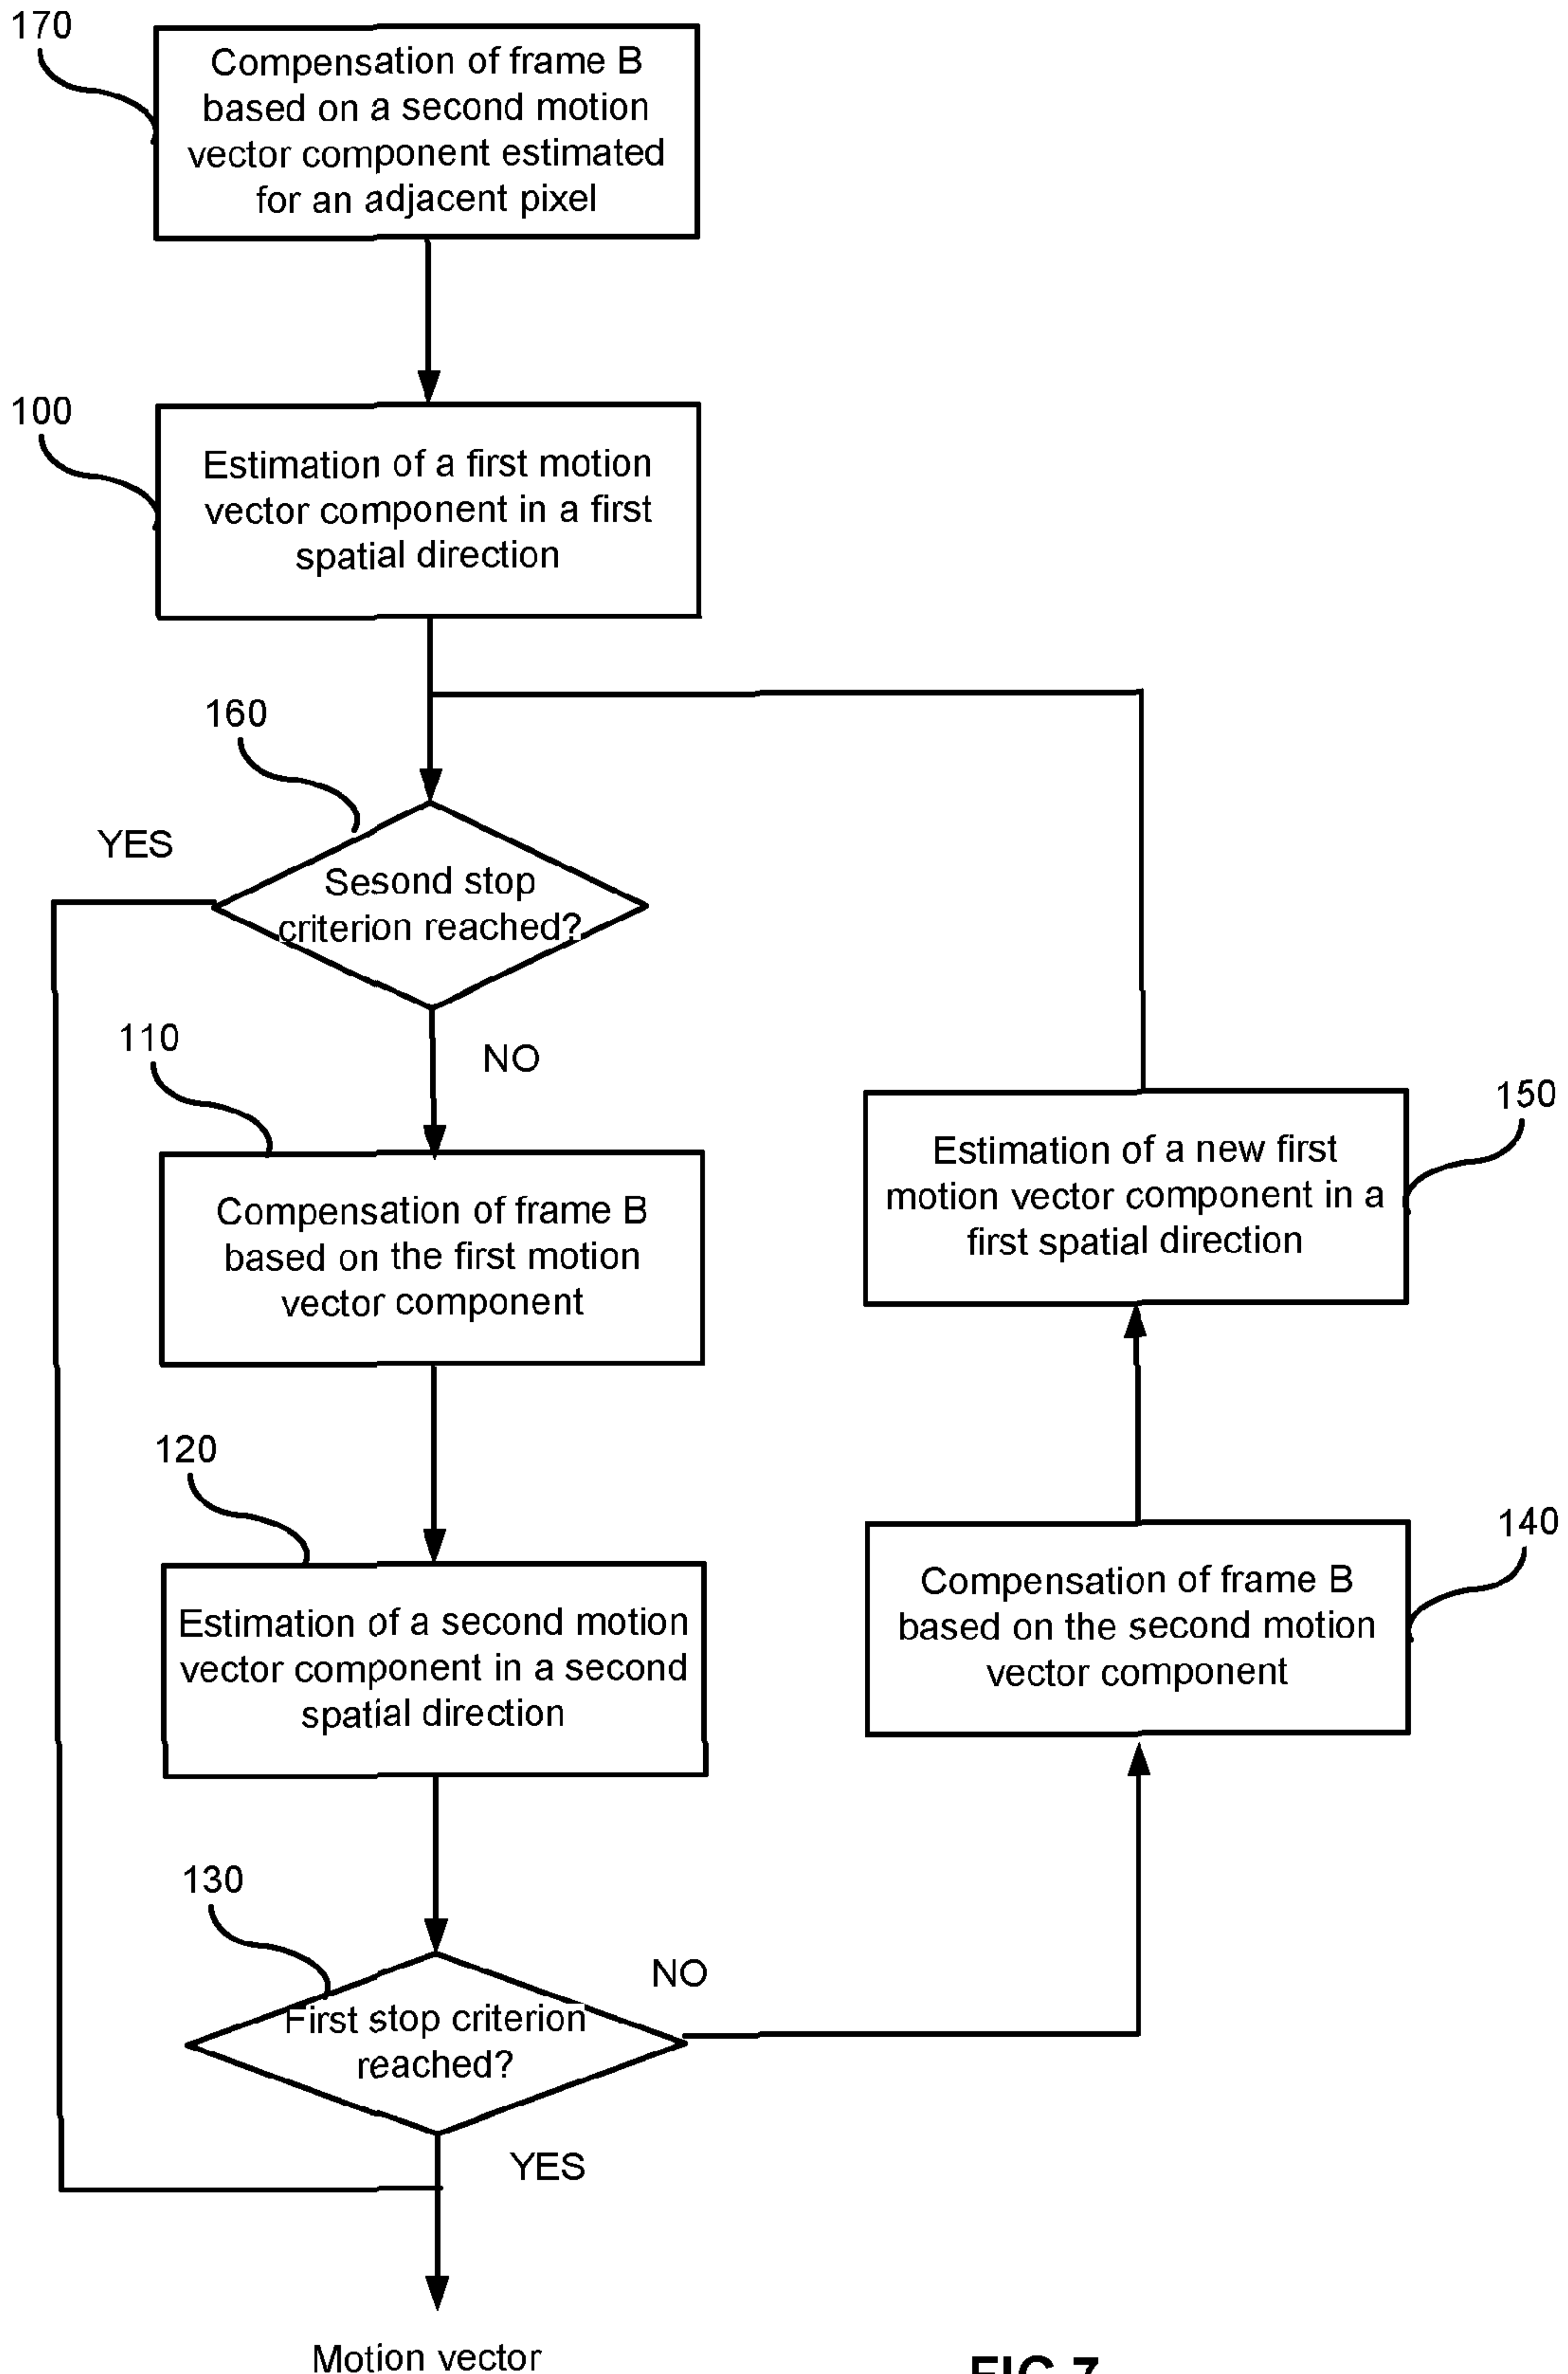 170
Compensation of frame B
based on a second motion
vector component estimated
for an adjacent pixel
100
Estimation of a first motion
vector component in a first
spatial direction
160
YES
Sesond stop
criterion reached?
NO
110
Compensation of frame B
based on the first motion
vector component
150
Estimation of a new first
motion vector component in a
first spatial direction
120
Estimation of a second motion
vector component in a second
spatial direction
140
Compensation of frame B
based on the second motion
vector component
130
First stop criterion
reached?
NO
YES
Motion vector
FIG.7